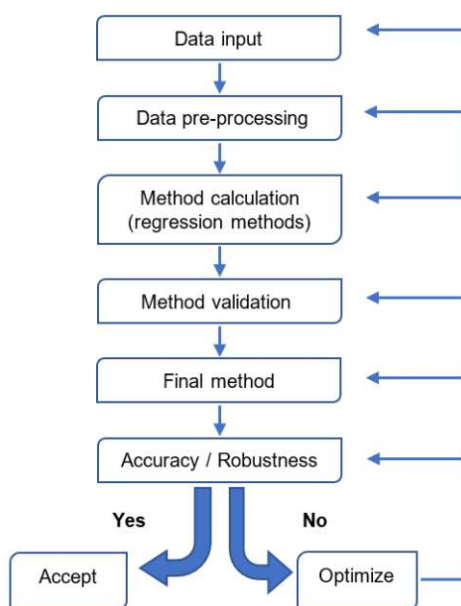 Data input
Data pre-processing
Method calculation
(regression methods)
Method validation
Final method
Accuracy / Robustness
Yes
No
Accept
Optimize